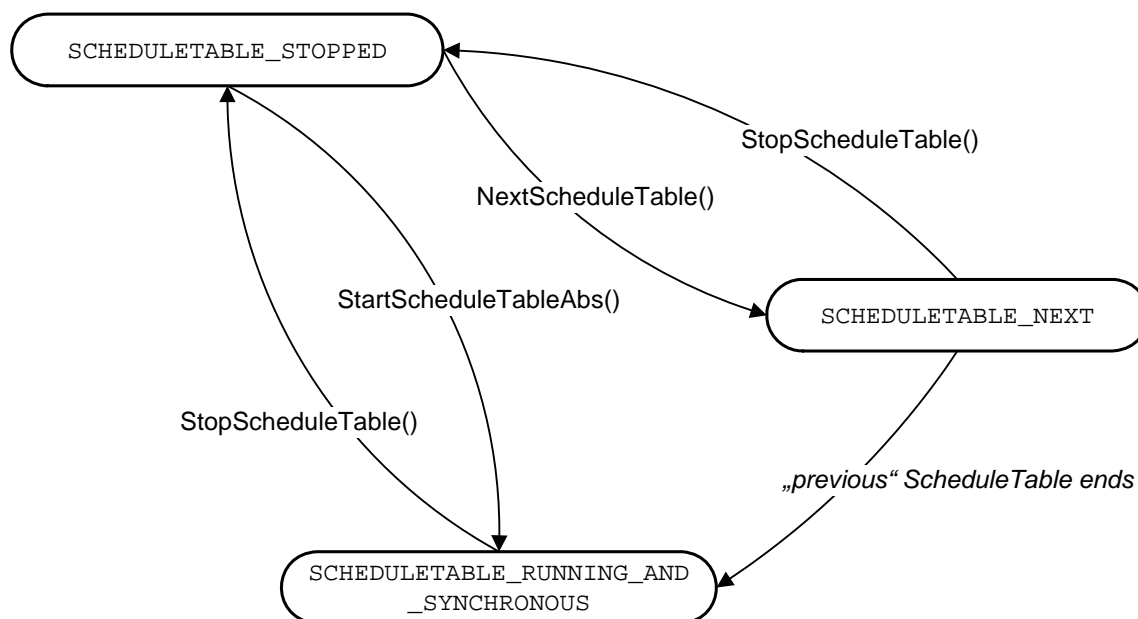 SCHEDULETABLE_STOPPED
StopScheduleTable()
NextScheduleTable()
StartScheduleTableAbs()
SCHEDULETABLE_NEXT
StopScheduleTable()
„previous“ ScheduleTable ends
SCHEDULETABLE_RUNNING_AND
_SYNCHRONOUS